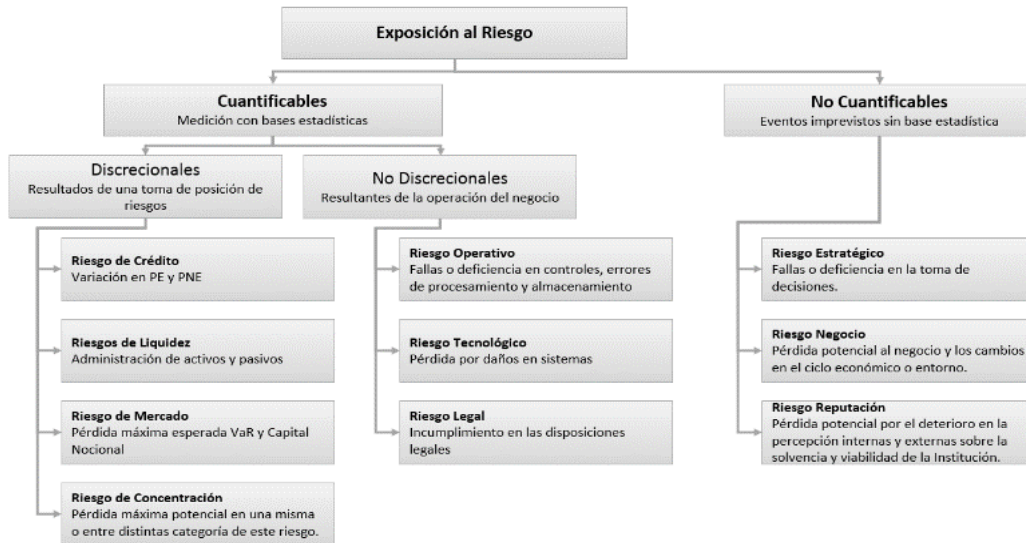 Exposición al Riesgo
Cuantificables
Medición con bases estadísticas
No Cuantificables
Eventos imprevistos sin base estadística
Discrecionales
Resultados de una toma de posición de
riesgos
No Discrecionales
Resultantes de la operación del negocio
Riesgo de Crédito
Variación en PE y PNE
Riesgos de Liquidez
Administración de activos y pasivos
Riesgo de Mercado
Pérdida máxima esperada VaR y Capital
Nocional
Riesgo de Concentración
Pérdida máxima potencial en una misma
o entre distintas categoría de este riesgo.
Riesgo Operativo
Fallas o deficiencia en controles, errores
de procesamiento y almacenamiento
Riesgo Tecnológico
Pérdida por daños en sistemas
Riesgo Legal
Incumplimiento en las disposiciones
legales
Riesgo Estratégico
Fallas o deficiencia en la toma de
decisiones.
Riesgo Negocio
Pérdida potencial al negocio y los cambios
en el ciclo económico o entorno.
Riesgo Reputación
Pérdida potencial por el deterioro en la
percepción internas y externas sobre la
solvencia y viabilidad de la Institución.